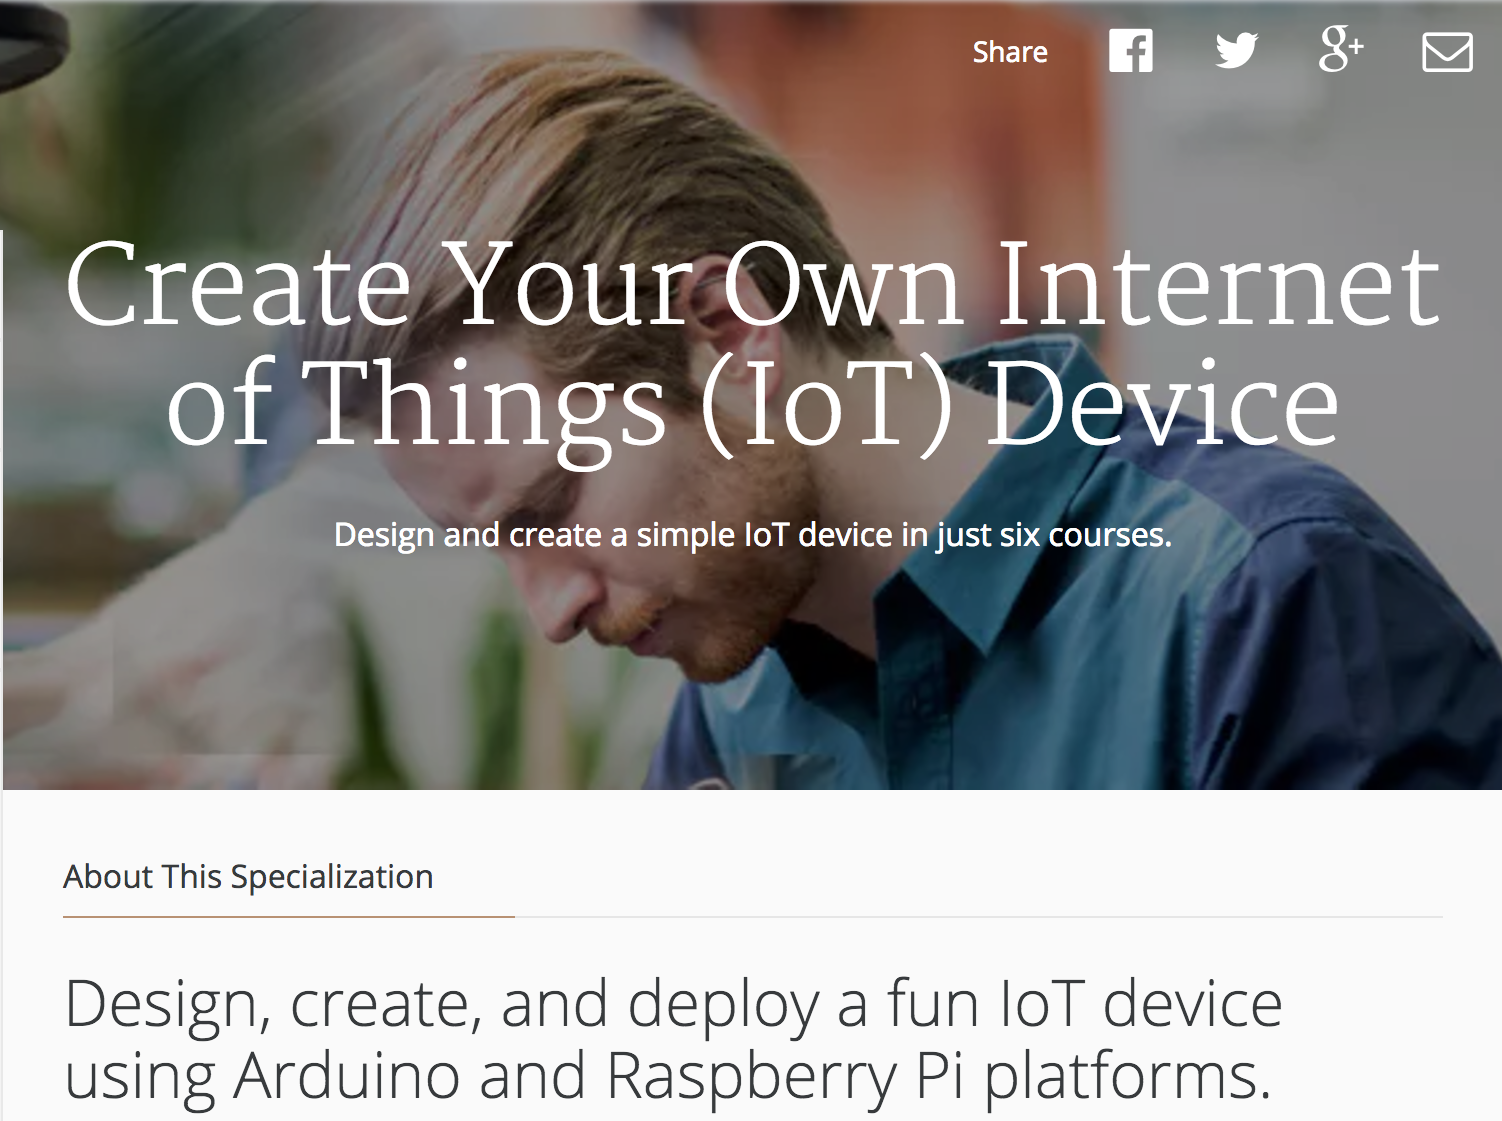 Share
Create Your Own Internet
of Things (IoT) Device
Design and create a simple IoT device in just six courses.
About This Specialization
Design, create, and deploy a fun IoT device
using Arduino and Raspberry Pi platforms.